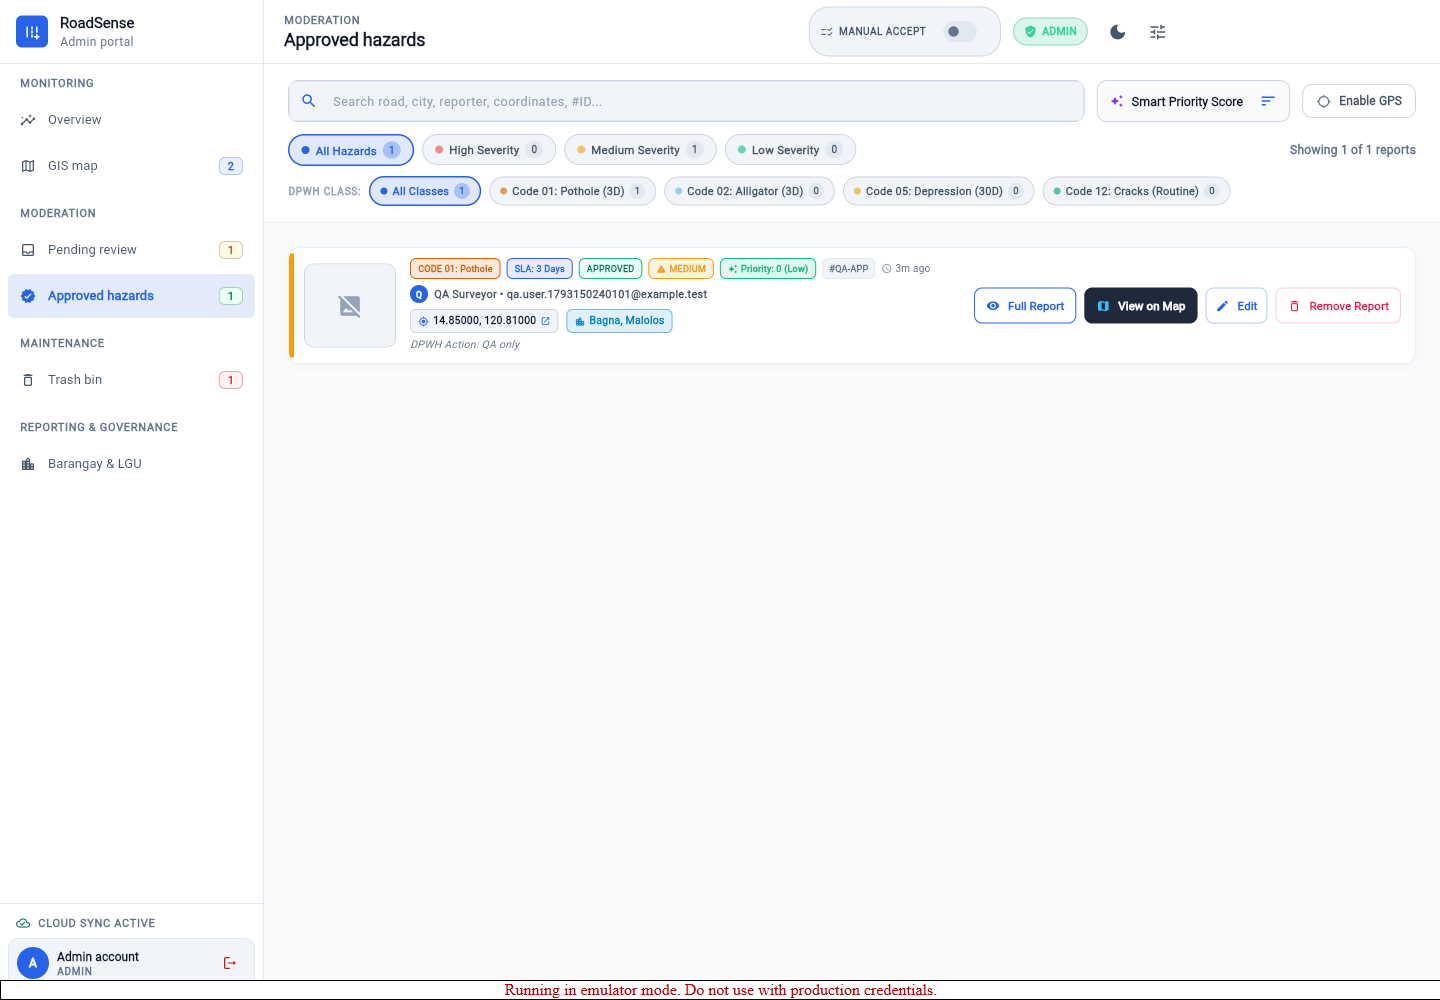 RoadSense
Admin portal
MONITORING
Overview
GIS map 2
MODERATION
Pending review 1
Approved hazards 1
MAINTENANCE
Trash bin 1
REPORTING & GOVERNANCE
Barangay & LGU
CLOUD SYNC ACTIVE
A Admin account
ADMIN
MODERATION
Approved hazards
MANUAL ACCEPT
ADMIN
Search road, city, reporter, coordinates, #ID...
Smart Priority Score
Enable GPS
All Hazards 1 High Severity 0 Medium Severity 1 Low Severity 0
Showing 1 of 1 reports
DPWH CLASS: All Classes 1 Code 01: Pothole (3D) 1 Code 02: Alligator (3D) 0 Code 05: Depression (30D) 0 Code 12: Cracks (Routine) 0
CODE 01: Pothole SLA: 3 Days APPROVED MEDIUM Priority: 0 (Low) #QA-APP 3m ago
Q QA Surveyor • qa.user.1793150240101@example.test
14.85000, 120.81000 Bagna, Malolos
DPWH Action: QA only
Full Report View on Map Edit Remove Report
Running in emulator mode. Do not use with production credentials.